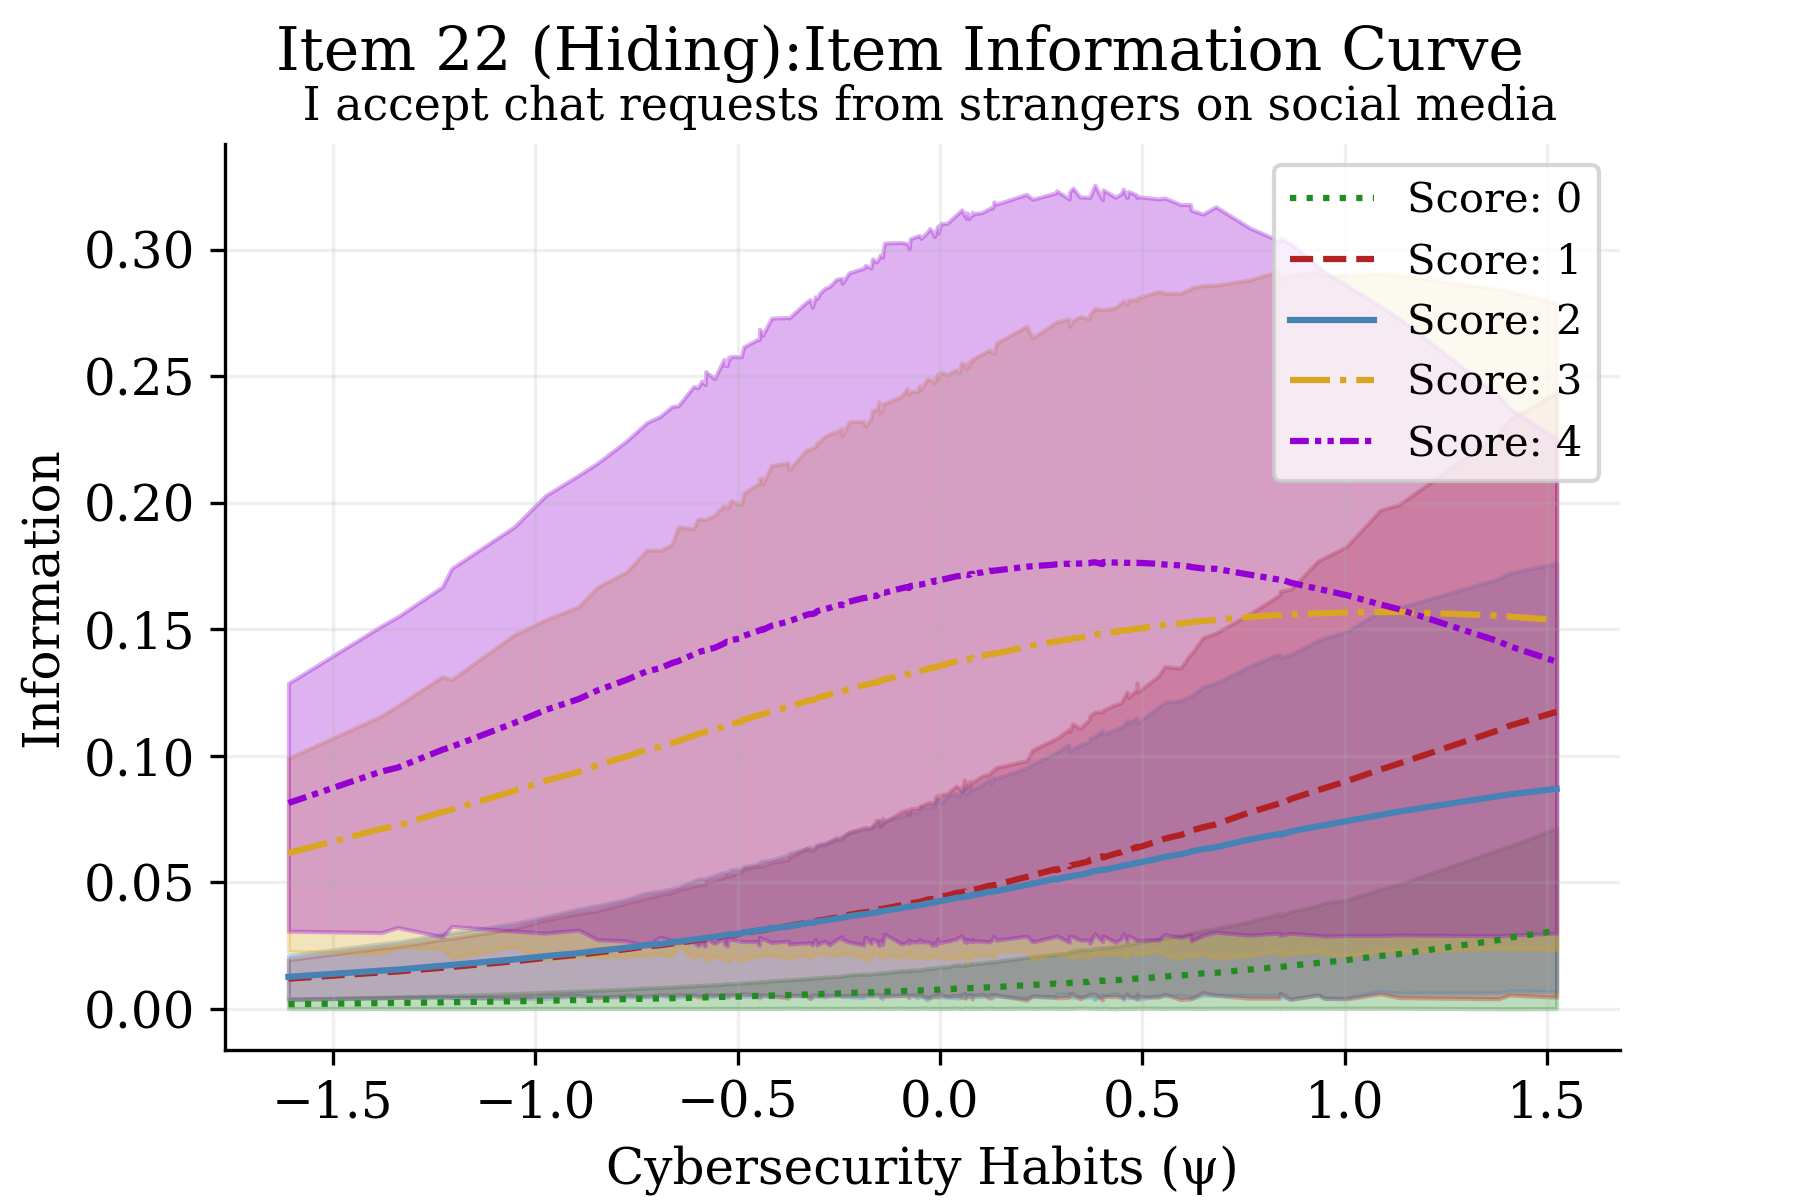 Item 22 (Hiding):Item Information Curve
I accept chat requests from strangers on social media
Score: 0
Score: 1
Score: 2
Score: 3
Score: 4
Information
0.30
0.25
0.20
0.15
0.10
0.05
0.00
−1.5 −1.0 −0.5 0.0 0.5 1.0 1.5
Cybersecurity Habits (ψ)